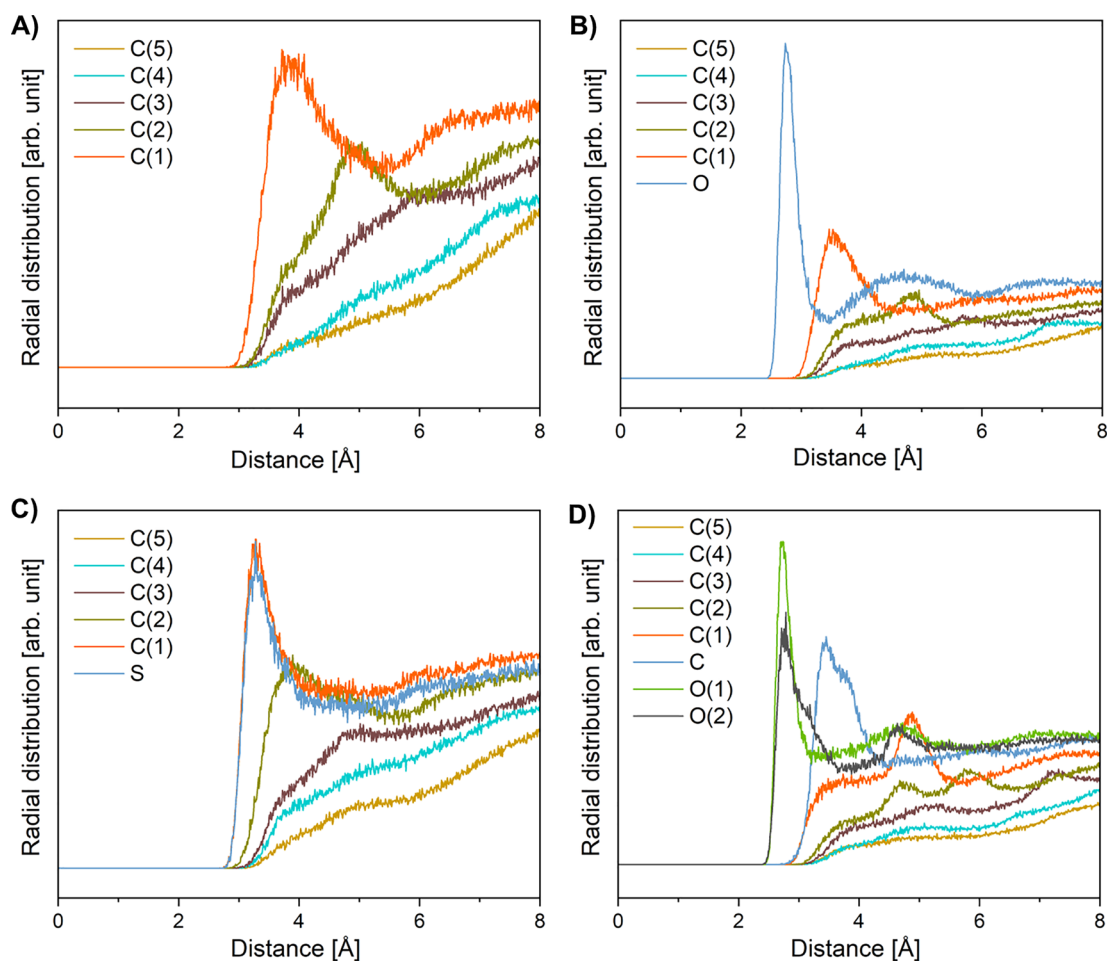 A)
C(5)
C(4)
C(3)
C(2)
C(1)
Radial distribution [arb. unit]
0 2 4 6 8
Distance [Å]
B)
C(5)
C(4)
C(3)
C(2)
C(1)
O
Radial distribution [arb. unit]
0 2 4 6 8
Distance [Å]
C)
C(5)
C(4)
C(3)
C(2)
C(1)
S
Radial distribution [arb. unit]
0 2 4 6 8
Distance [Å]
D)
C(5)
C(4)
C(3)
C(2)
C(1)
C
O(1)
O(2)
Radial distribution [arb. unit]
0 2 4 6 8
Distance [Å]